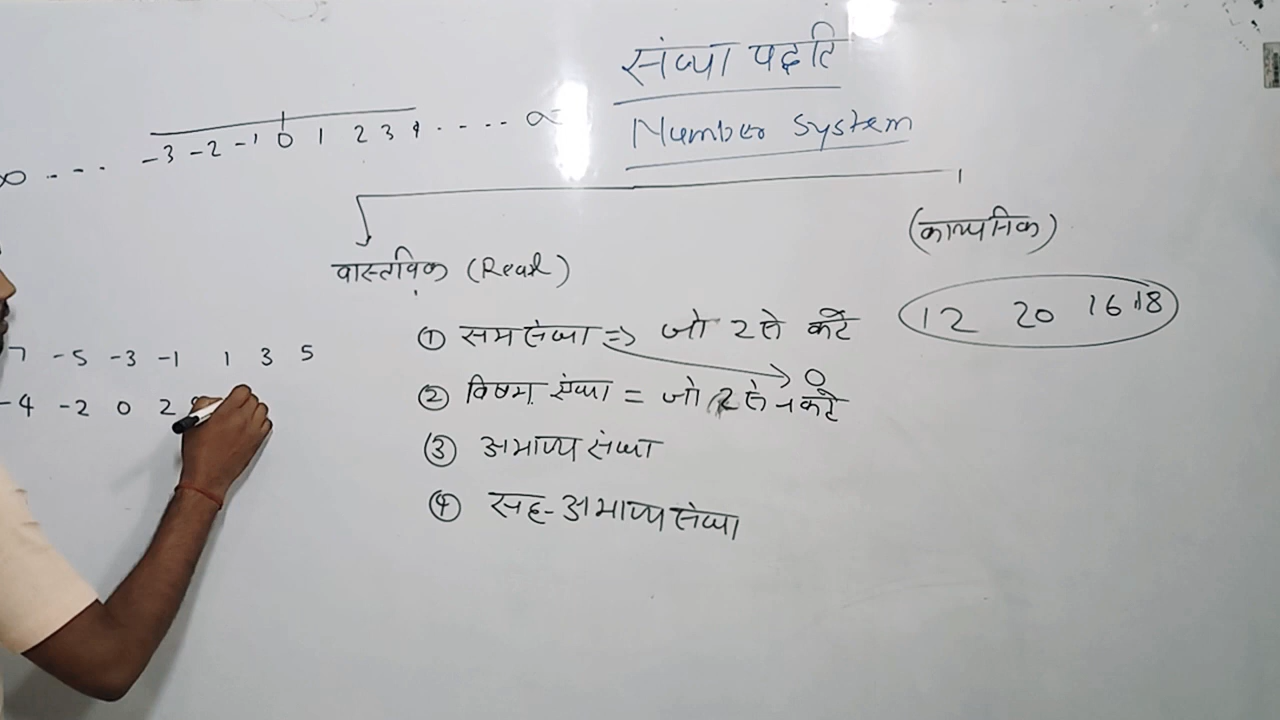 संख्या पद्धति
Number System
∞ ... -3 -2 -1 0 1 2 3 4 .... ∞
वास्तविक (Real)
(काल्पनिक)
① सम संख्या => जो 2 से कटे
12 20 16 18
② विषम संख्या = जो 2 से न कटे
0
③ अभाज्य संख्या
④ सह-अभाज्य संख्या
7 -5 -3 -1 1 3 5
-4 -2 0 2